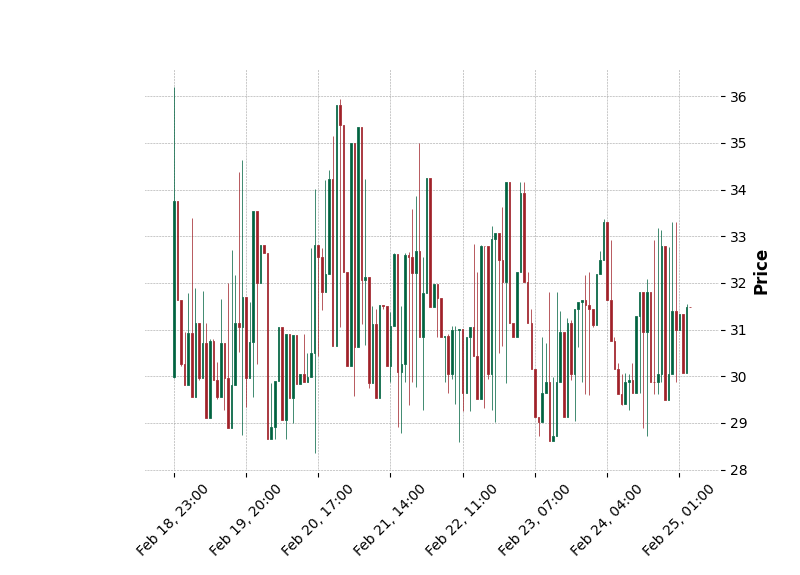 36
35
34
33
32
31
30
29
28
Price
Feb 18, 23:00
Feb 19, 20:00
Feb 20, 17:00
Feb 21, 14:00
Feb 22, 11:00
Feb 23, 07:00
Feb 24, 04:00
Feb 25, 01:00